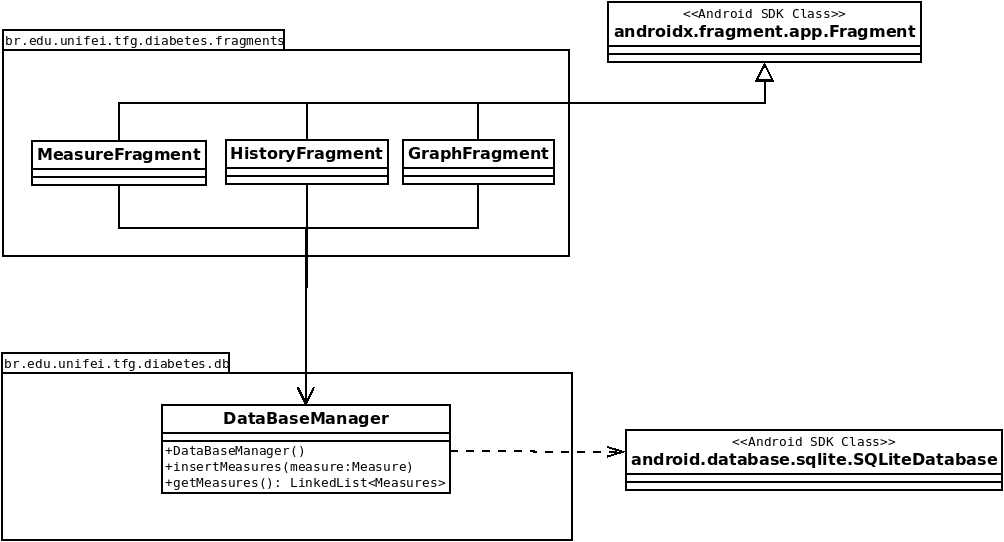 <<Android SDK Class>>
androidx.fragment.app.Fragment
br.edu.unifei.tfg.diabetes.fragments
MeasureFragment
HistoryFragment
GraphFragment
br.edu.unifei.tfg.diabetes.db
DataBaseManager
+DataBaseManager()
+insertMeasures(measure:Measure)
+getMeasures(): LinkedList<Measures>
<<Android SDK Class>>
android.database.sqlite.SQLiteDatabase